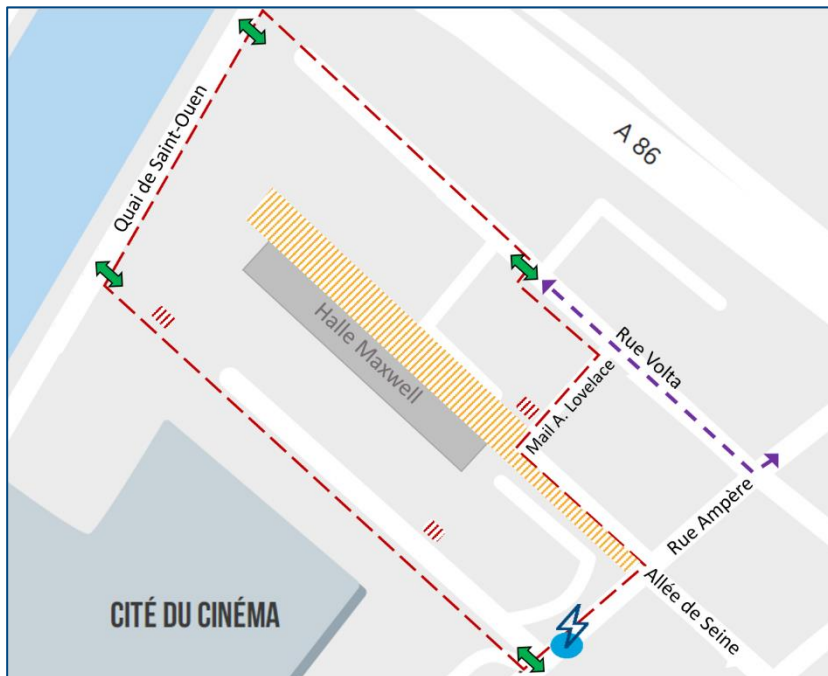 A 86
Quai de Saint-Ouen
Halle Maxwell
Rue Volta
Mail A. Lovelace
Rue Ampère
Allée de Seine
CITÉ DU CINÉMA